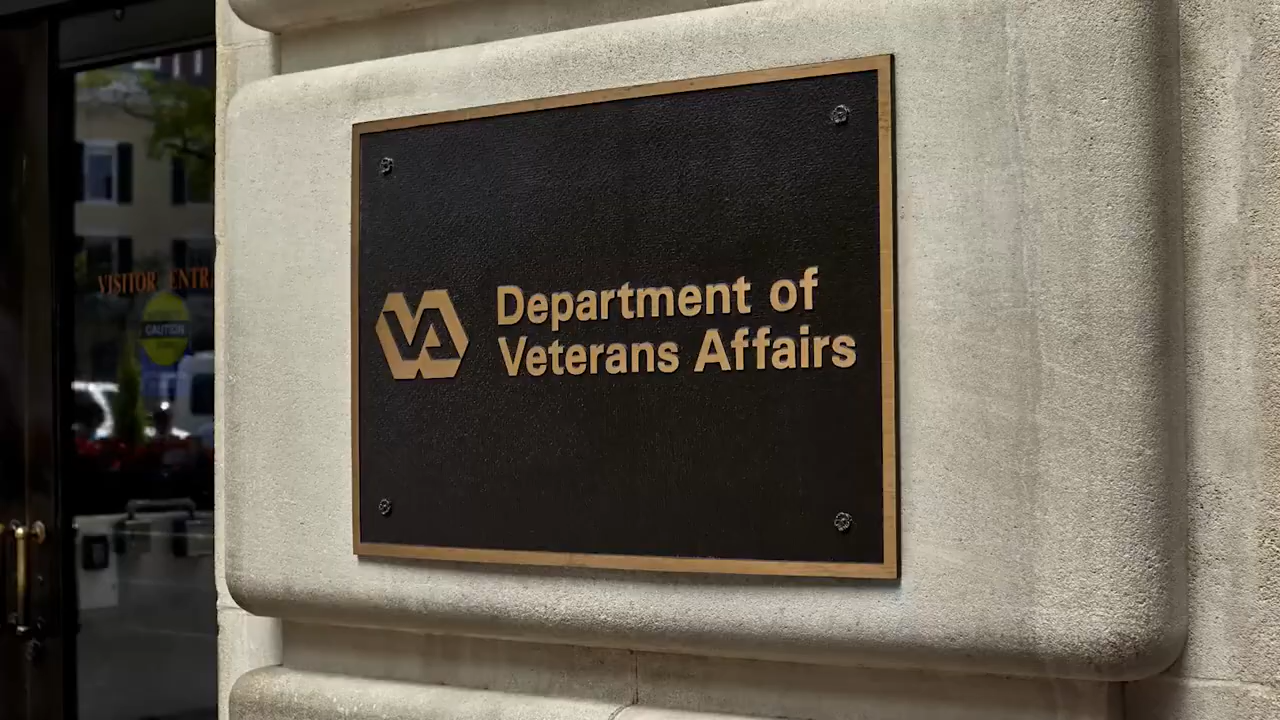 VISITOR ENTR
CAUTION
VA
Department of
Veterans Affairs